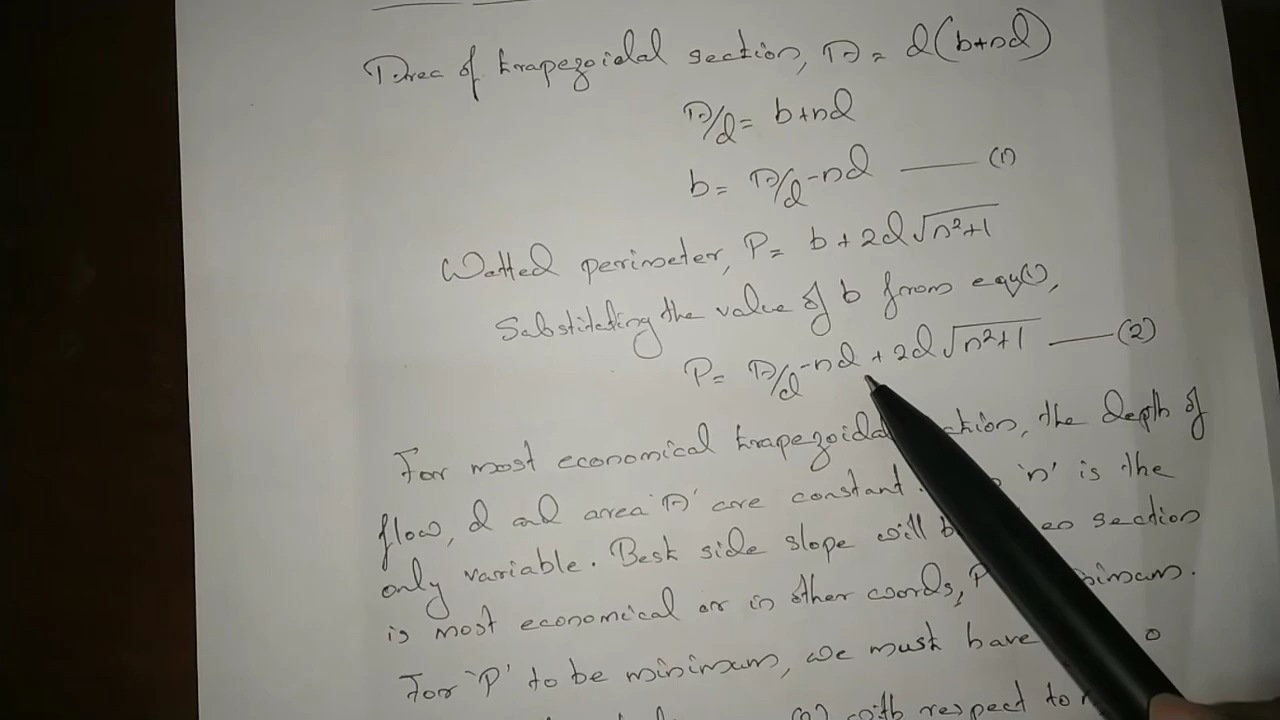 Area of trapezoidal section, A = d(b+nd)
A/d = b+nd
b = A/d - nd —— (1)
Wetted perimeter, P = b + 2d√n²+1
Substituting the value of b from eqn(1),
P = A/d - nd + 2d√n²+1 —— (2)
For most economical trapezoidal section, the depth of
flow, d and area 'A' are constant. 'n' is the
only variable. Best side slope will be section
is most economical or in other words, P minimum.
For 'P' to be minimum, we must have
with respect to